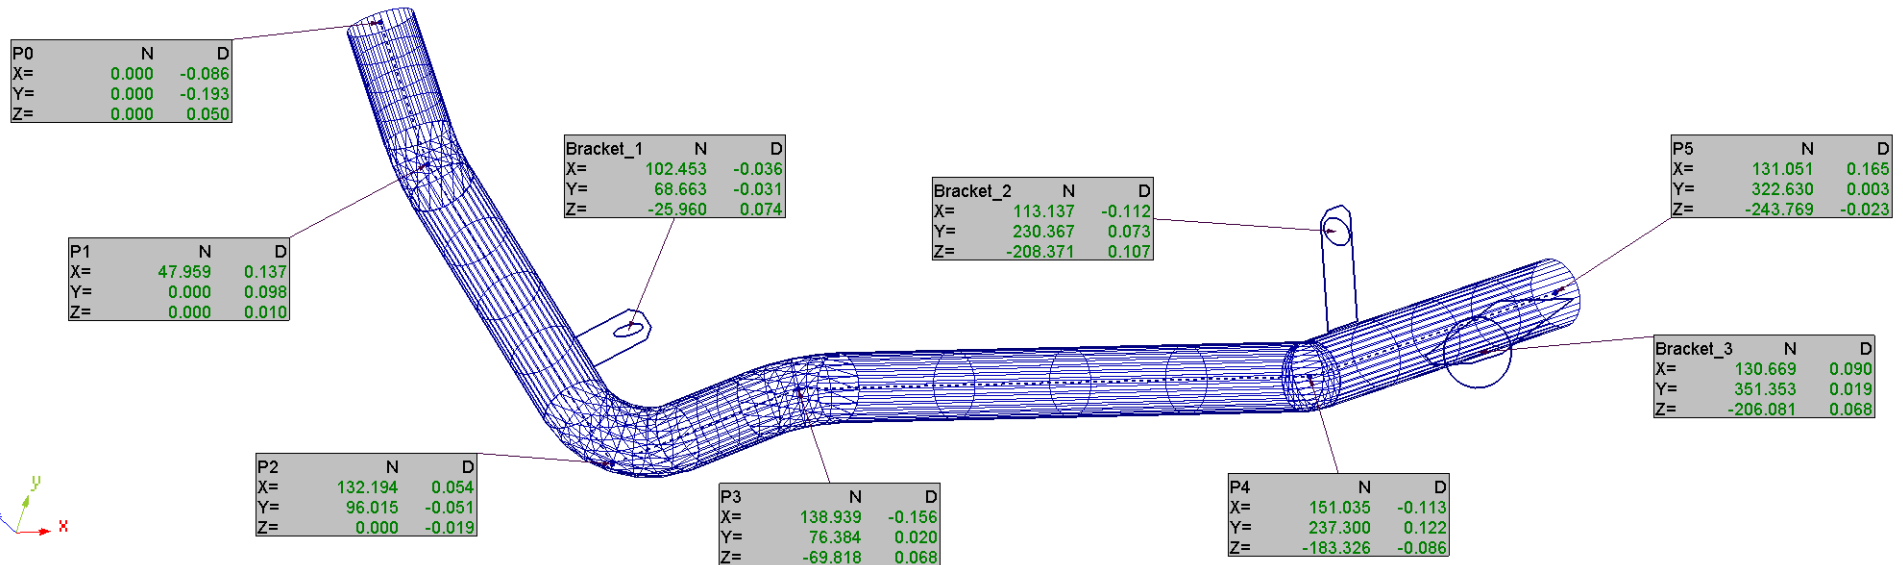 P0 N D
X= 0.000 -0.086
Y= 0.000 -0.193
Z= 0.000 0.050
Bracket_1 N D
X= 102.453 -0.036
Y= 68.663 -0.031
Z= -25.960 0.074
Bracket_2 N D
X= 113.137 -0.112
Y= 230.367 0.073
Z= -208.371 0.107
P5 N D
X= 131.051 0.165
Y= 322.630 0.003
Z= -243.769 -0.023
P1 N D
X= 47.959 0.137
Y= 0.000 0.098
Z= 0.000 0.010
Bracket_3 N D
X= 130.669 0.090
Y= 351.353 0.019
Z= -206.081 0.068
P2 N D
X= 132.194 0.054
Y= 96.015 -0.051
Z= 0.000 -0.019
P3 N D
X= 138.939 -0.156
Y= 76.384 0.020
Z= -69.818 0.068
P4 N D
X= 151.035 -0.113
Y= 237.300 0.122
Z= -183.326 -0.086
y
x